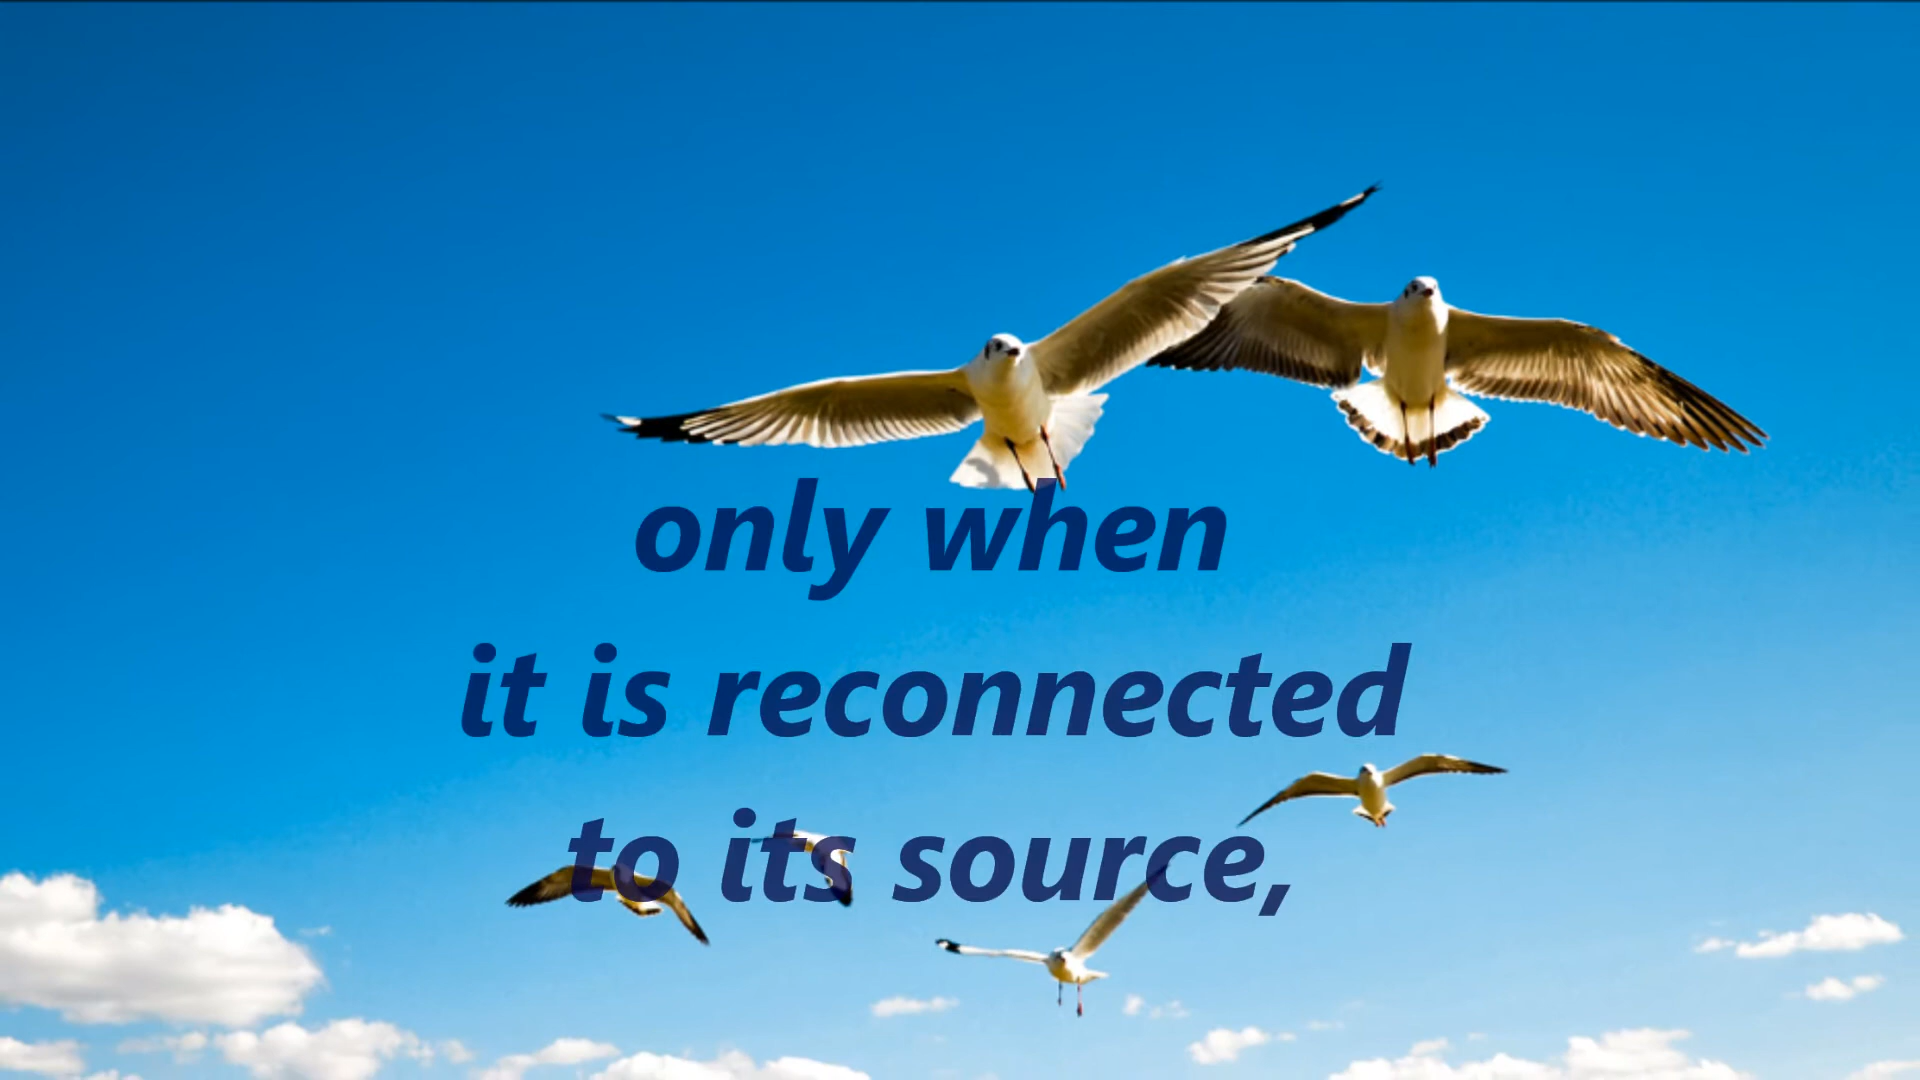 only when
it is reconnected
to its source,